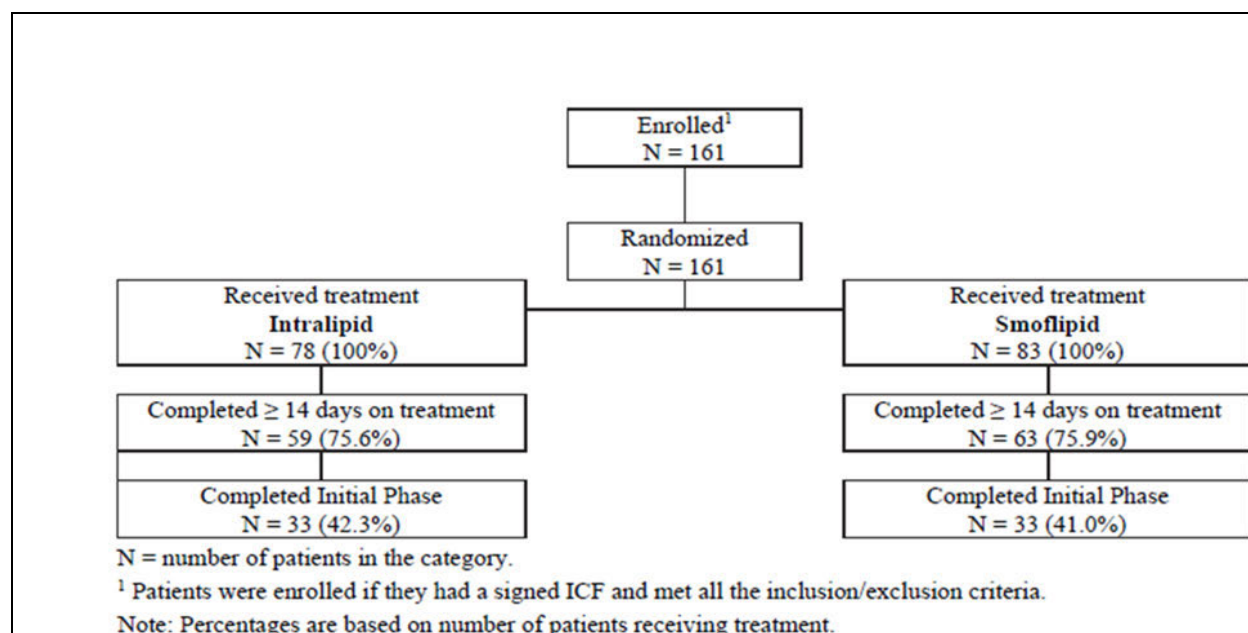 Enrolled¹
N = 161
Randomized
N = 161
Received treatment
Intralipid
N = 78 (100%)
Received treatment
Smoflipid
N = 83 (100%)
Completed ≥ 14 days on treatment
N = 59 (75.6%)
Completed ≥ 14 days on treatment
N = 63 (75.9%)
Completed Initial Phase
N = 33 (42.3%)
Completed Initial Phase
N = 33 (41.0%)
N = number of patients in the category.
¹ Patients were enrolled if they had a signed ICF and met all the inclusion/exclusion criteria.
Note: Percentages are based on number of patients receiving treatment.